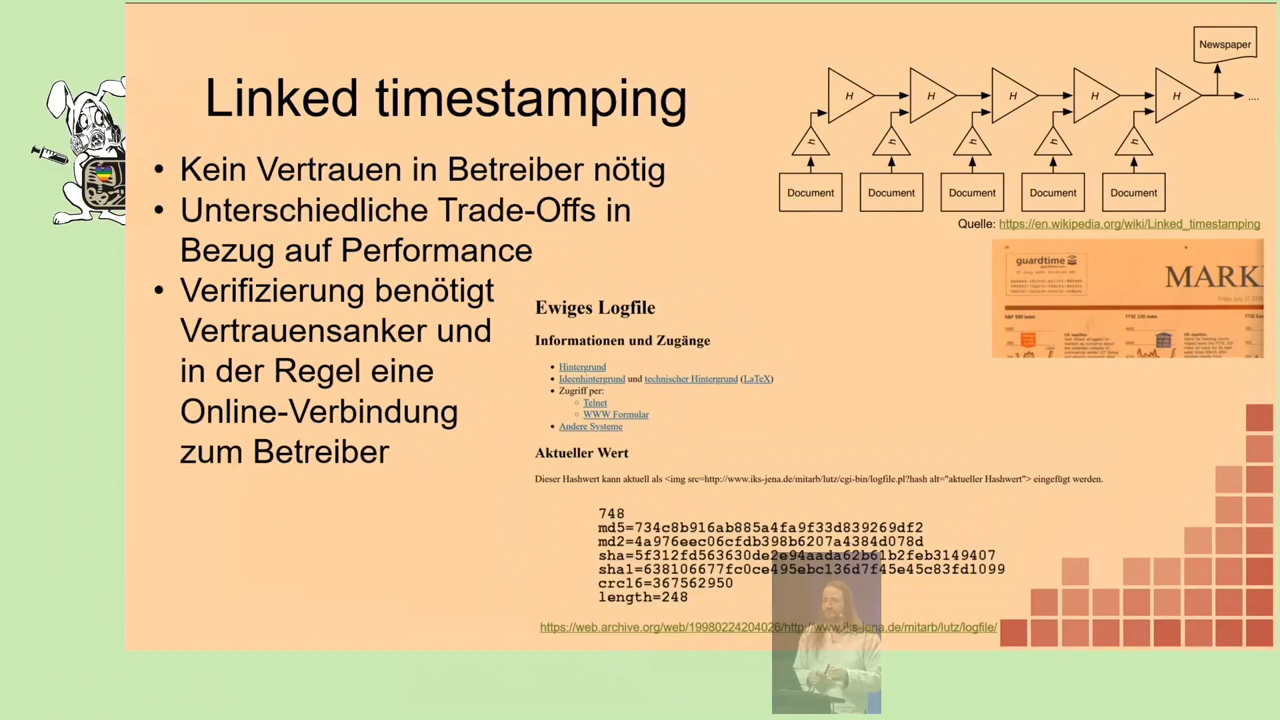 Linked timestamping
• Kein Vertrauen in Betreiber nötig
• Unterschiedliche Trade-Offs in
Bezug auf Performance
• Verifizierung benötigt
Vertrauensanker und
in der Regel eine
Online-Verbindung
zum Betreiber
Newspaper
H H H H H ....
h h h h h
Document Document Document Document Document
Quelle: https://en.wikipedia.org/wiki/Linked_timestamping
guardtime
MARK
Ewiges Logfile
Informationen und Zugänge
• Hintergrund
• Ideenhintergrund und technischer Hintergrund (LaTeX)
• Zugriff per:
○ Telnet
○ WWW Formular
• Andere Systeme
Aktueller Wert
Dieser Hashwert kann aktuell als <img src=http://www.iks-jena.de/mitarb/lutz/cgi-bin/logfile.pl?hash alt="aktueller Hashwert"> eingefügt werden.
748
md5=734c8b916ab885a4fa9f33d839269df2
md2=4a976eec06cfdb398b6207a4384d078d
sha=5f312fd563630de2e94aada62b61b2feb3149407
sha1=638106677fc0ce495ebc136d7f45e45c83fd1099
crc16=367562950
length=248
https://web.archive.org/web/19980224204026/http://www.iks-jena.de/mitarb/lutz/logfile/